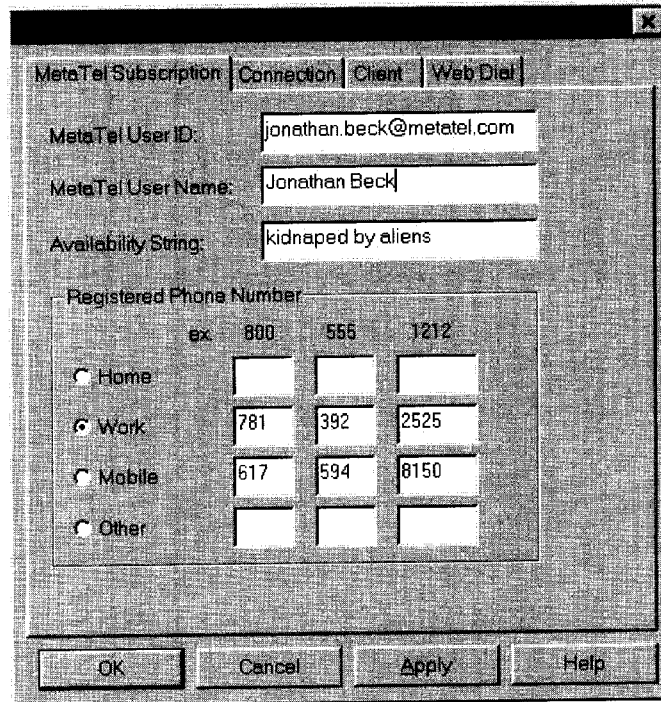 MetaTel Subscription Connection Client Web Dial
MetaTel User ID: jonathan.beck@metatel.com
MetaTel User Name: Jonathan Beck
Availability String: kidnaped by aliens
Registered Phone Number
ex. 800 555 1212
Home
Work 781 392 2525
Mobile 617 594 8150
Other
OK Cancel Apply Help